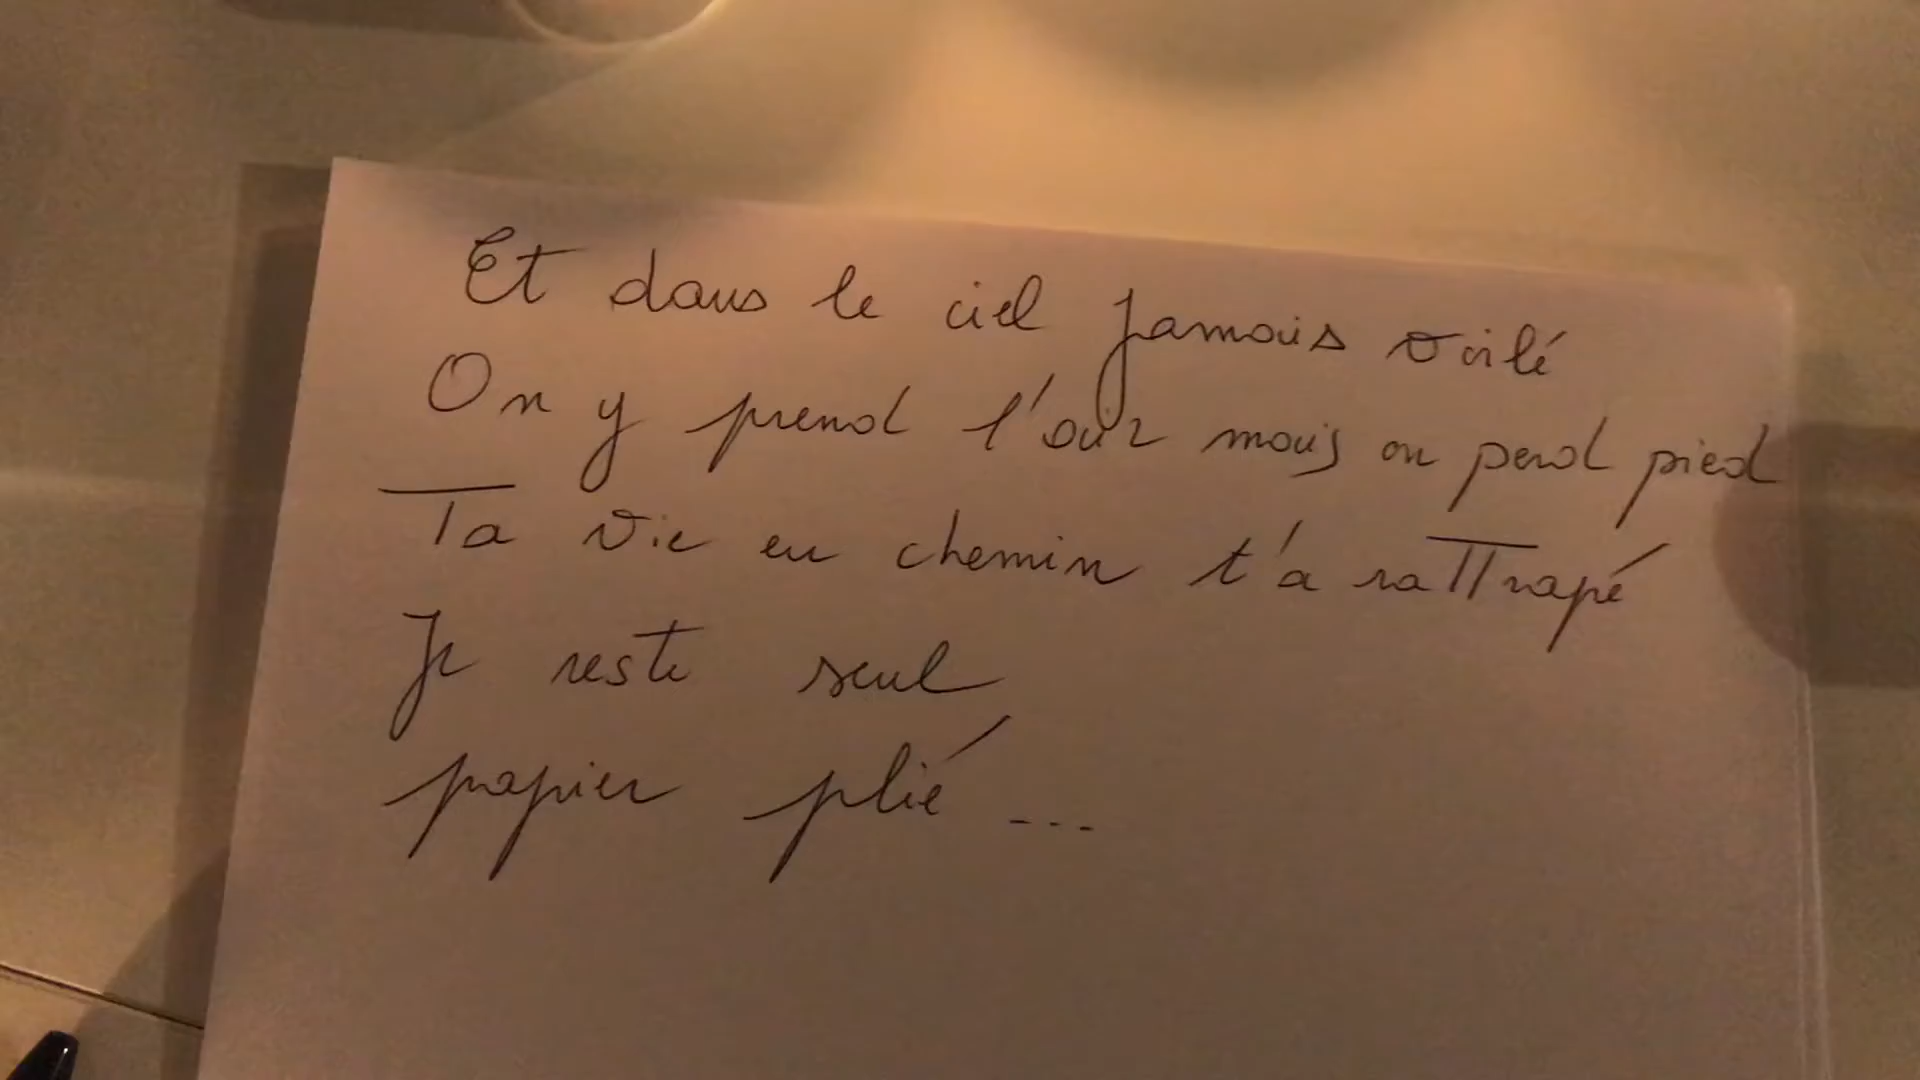 Et dans le ciel jamais voilé
On y prend l'air mais on perd pied
Ta vie en chemin t'a rattrapé
Je reste seul
papier plié ...